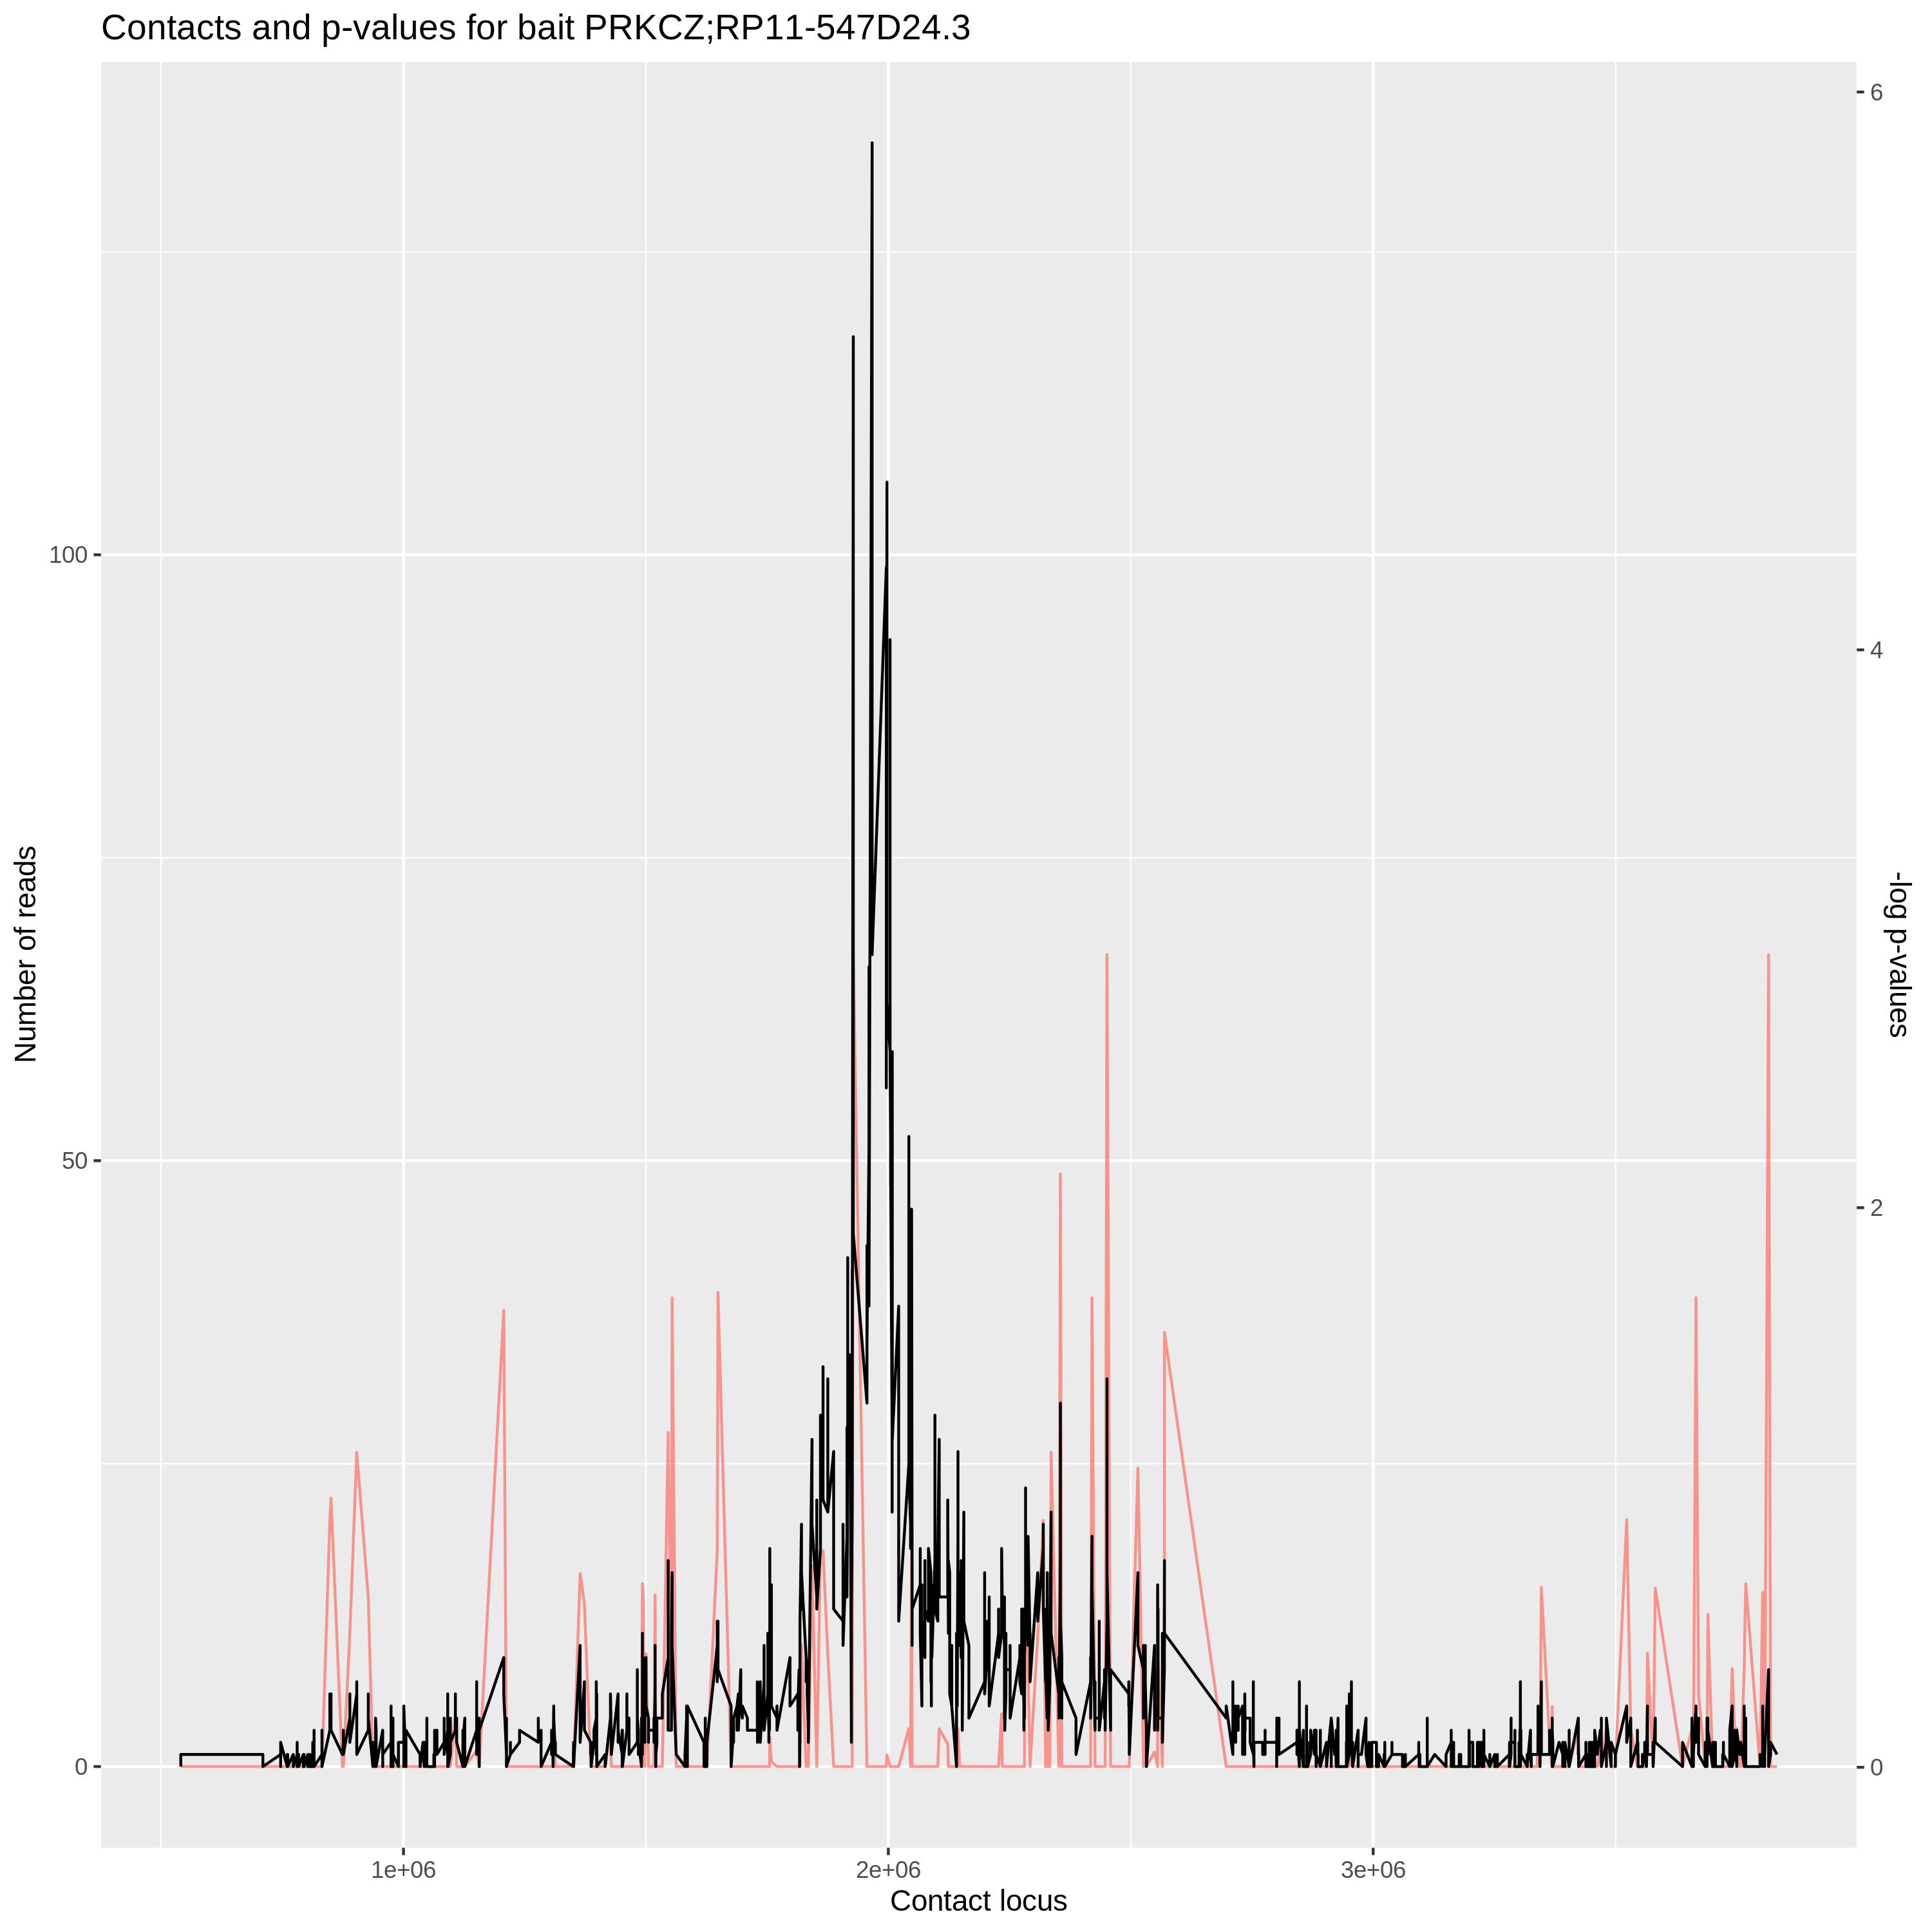 Contacts and p-values for bait PRKCZ;RP11-547D24.3
Number of reads
100
50
0
6
4
2
0
-log p-values
1e+06
2e+06
3e+06
Contact locus